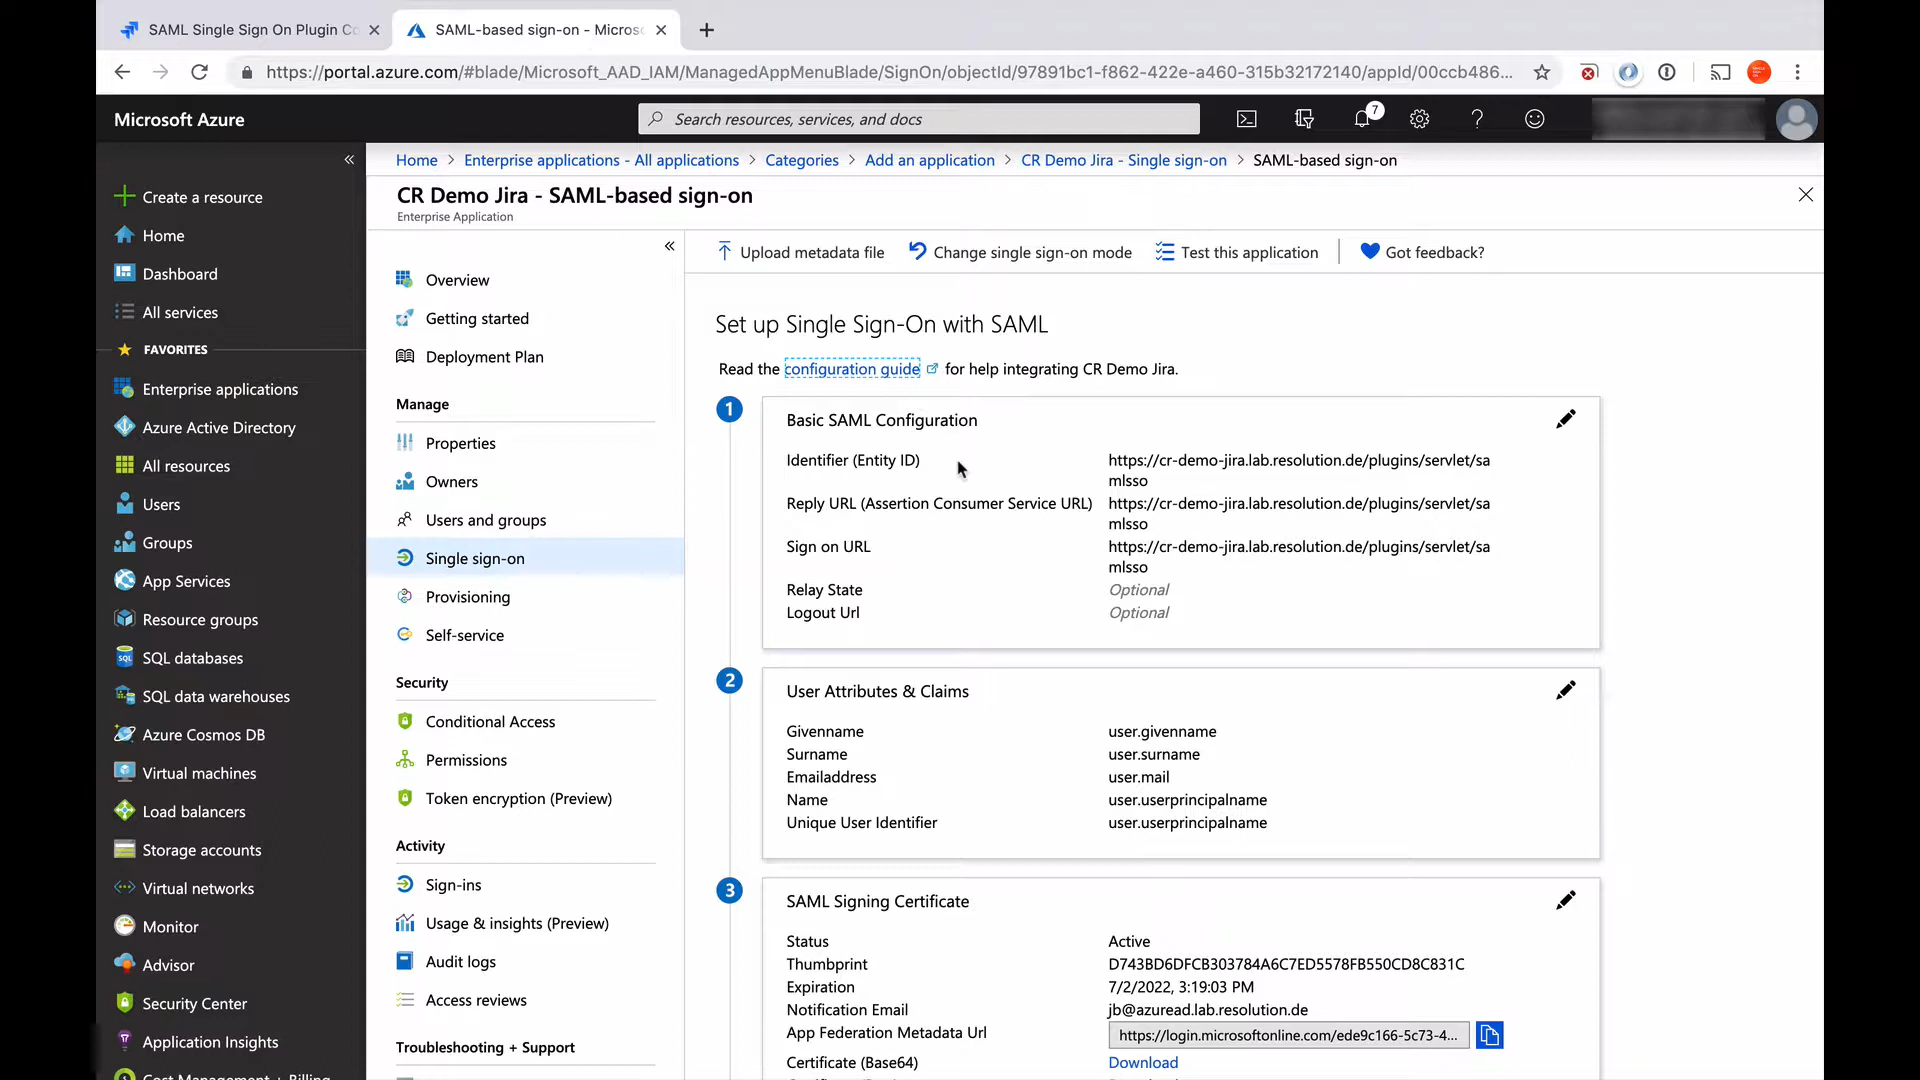 SAML Single Sign On Plugin Co
SAML-based sign-on - Micros
https://portal.azure.com/#blade/Microsoft_AAD_IAM/ManagedAppMenuBlade/SignOn/objectId/97891bc1-f862-422e-a460-315b32172140/appId/00ccb486...
Microsoft Azure
Search resources, services, and docs
7
Home > Enterprise applications - All applications > Categories > Add an application > CR Demo Jira - Single sign-on > SAML-based sign-on
CR Demo Jira - SAML-based sign-on
Enterprise Application
Create a resource
Home
Dashboard
All services
FAVORITES
Enterprise applications
Azure Active Directory
All resources
Users
Groups
App Services
Resource groups
SQL databases
SQL data warehouses
Azure Cosmos DB
Virtual machines
Load balancers
Storage accounts
Virtual networks
Monitor
Advisor
Security Center
Application Insights
Cost Management + Billing
Overview
Getting started
Deployment Plan
Manage
Properties
Owners
Users and groups
Single sign-on
Provisioning
Self-service
Security
Conditional Access
Permissions
Token encryption (Preview)
Activity
Sign-ins
Usage & insights (Preview)
Audit logs
Access reviews
Troubleshooting + Support
Upload metadata file
Change single sign-on mode
Test this application
Got feedback?
Set up Single Sign-On with SAML
Read the configuration guide for help integrating CR Demo Jira.
1
Basic SAML Configuration
Identifier (Entity ID) https://cr-demo-jira.lab.resolution.de/plugins/servlet/sa
mlsso
Reply URL (Assertion Consumer Service URL) https://cr-demo-jira.lab.resolution.de/plugins/servlet/sa
mlsso
Sign on URL https://cr-demo-jira.lab.resolution.de/plugins/servlet/sa
mlsso
Relay State Optional
Logout Url Optional
2
User Attributes & Claims
Givenname user.givenname
Surname user.surname
Emailaddress user.mail
Name user.userprincipalname
Unique User Identifier user.userprincipalname
3
SAML Signing Certificate
Status Active
Thumbprint D743BD6DFCB303784A6C7ED5578FB550CD8C831C
Expiration 7/2/2022, 3:19:03 PM
Notification Email jb@azuread.lab.resolution.de
App Federation Metadata Url https://login.microsoftonline.com/ede9c166-5c73-4...
Certificate (Base64) Download